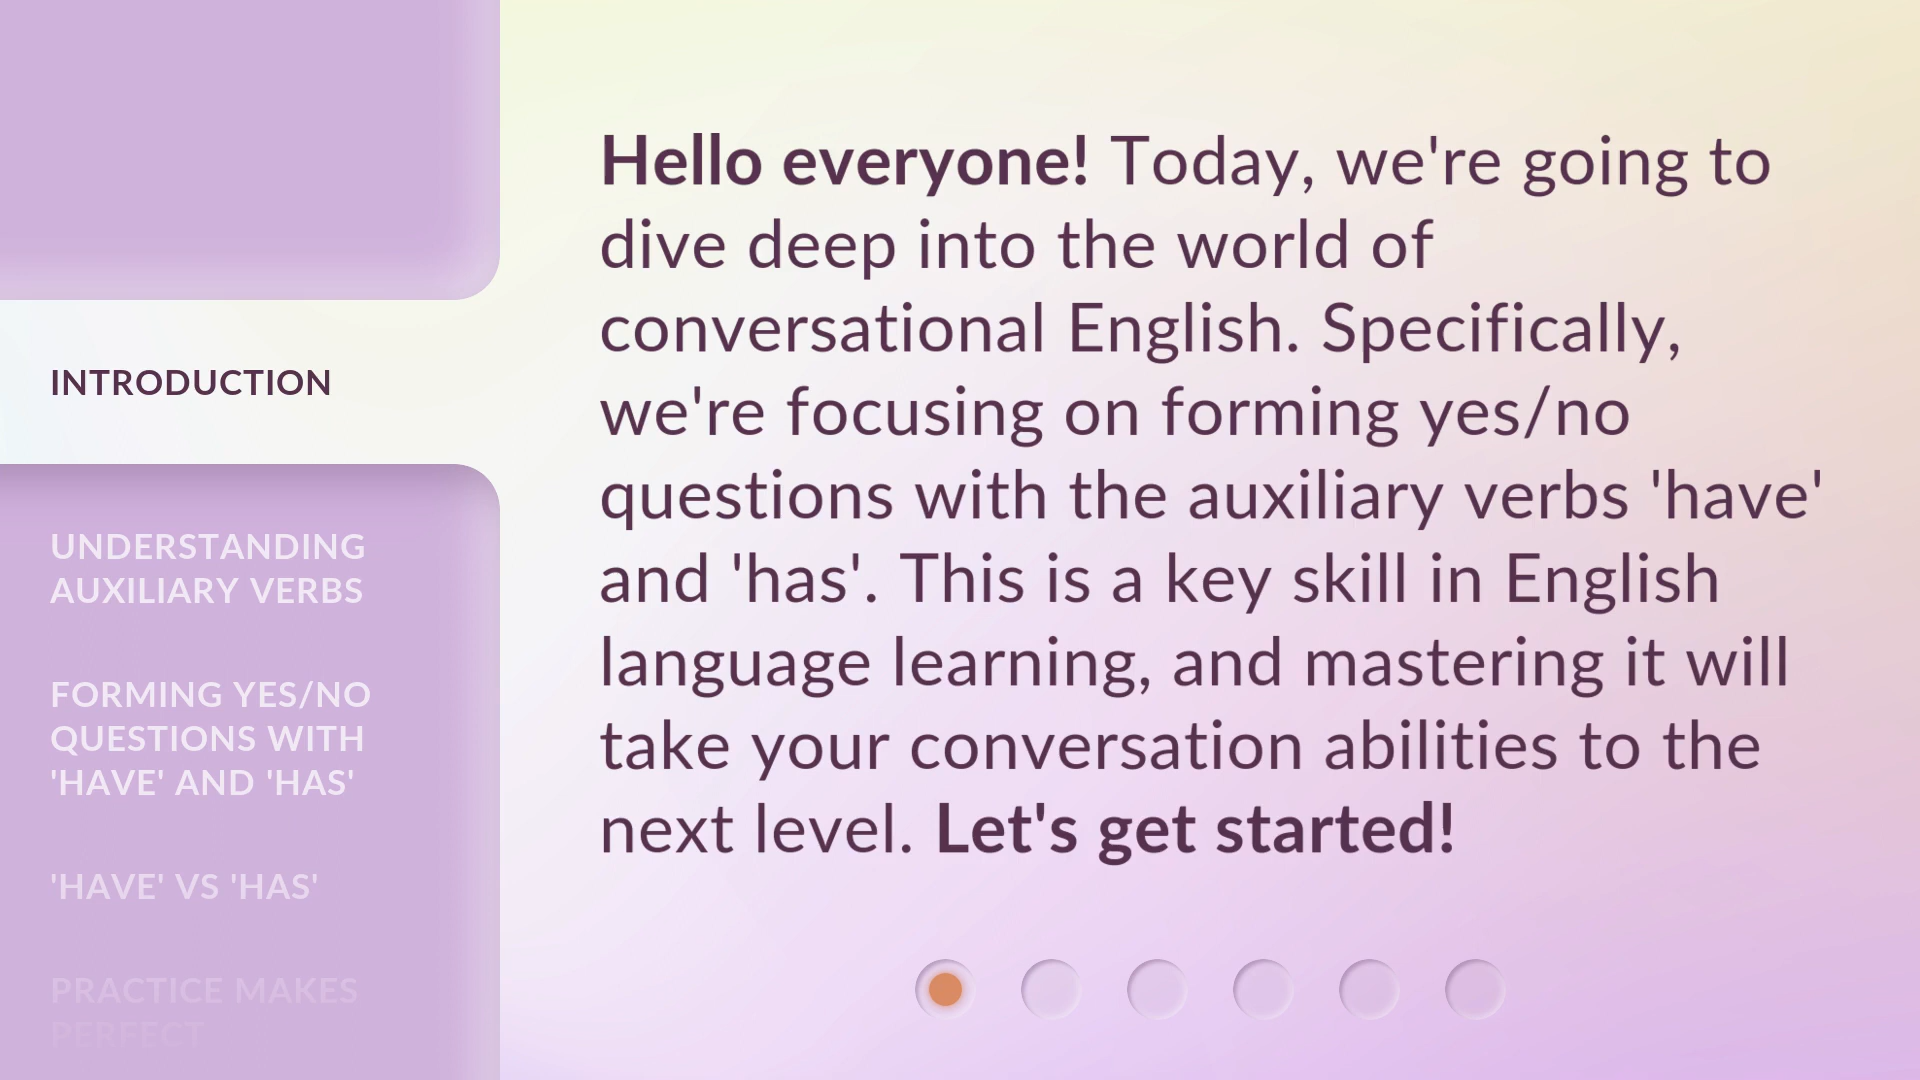 INTRODUCTION
UNDERSTANDING
AUXILIARY VERBS
FORMING YES/NO
QUESTIONS WITH
'HAVE' AND 'HAS'
'HAVE' VS 'HAS'
PRACTICE MAKES
PERFECT
Hello everyone! Today, we're going to
dive deep into the world of
conversational English. Specifically,
we're focusing on forming yes/no
questions with the auxiliary verbs 'have'
and 'has'. This is a key skill in English
language learning, and mastering it will
take your conversation abilities to the
next level. Let's get started!